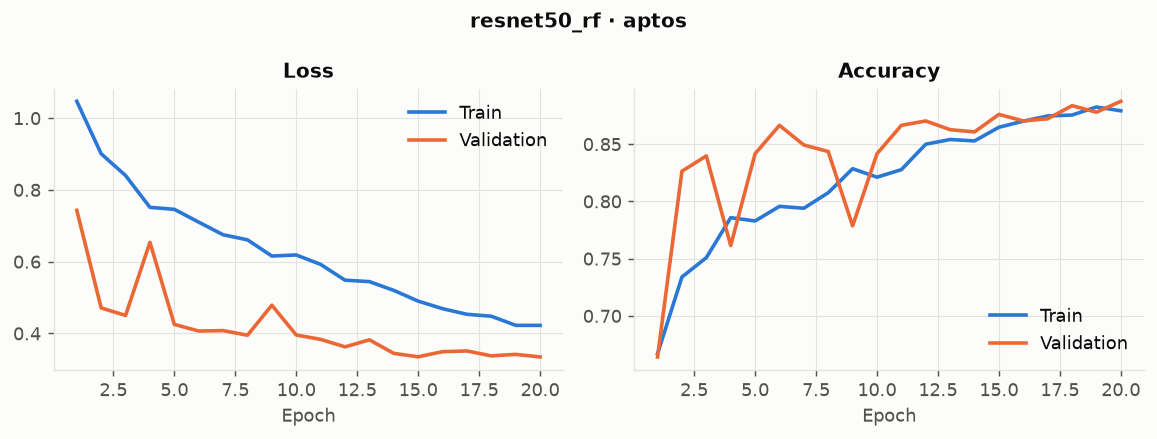 resnet50_rf · aptos
Loss
Train
Validation
1.0
0.8
0.6
0.4
2.5 5.0 7.5 10.0 12.5 15.0 17.5 20.0
Epoch
Accuracy
0.85
0.80
0.75
0.70
Train
Validation
2.5 5.0 7.5 10.0 12.5 15.0 17.5 20.0
Epoch